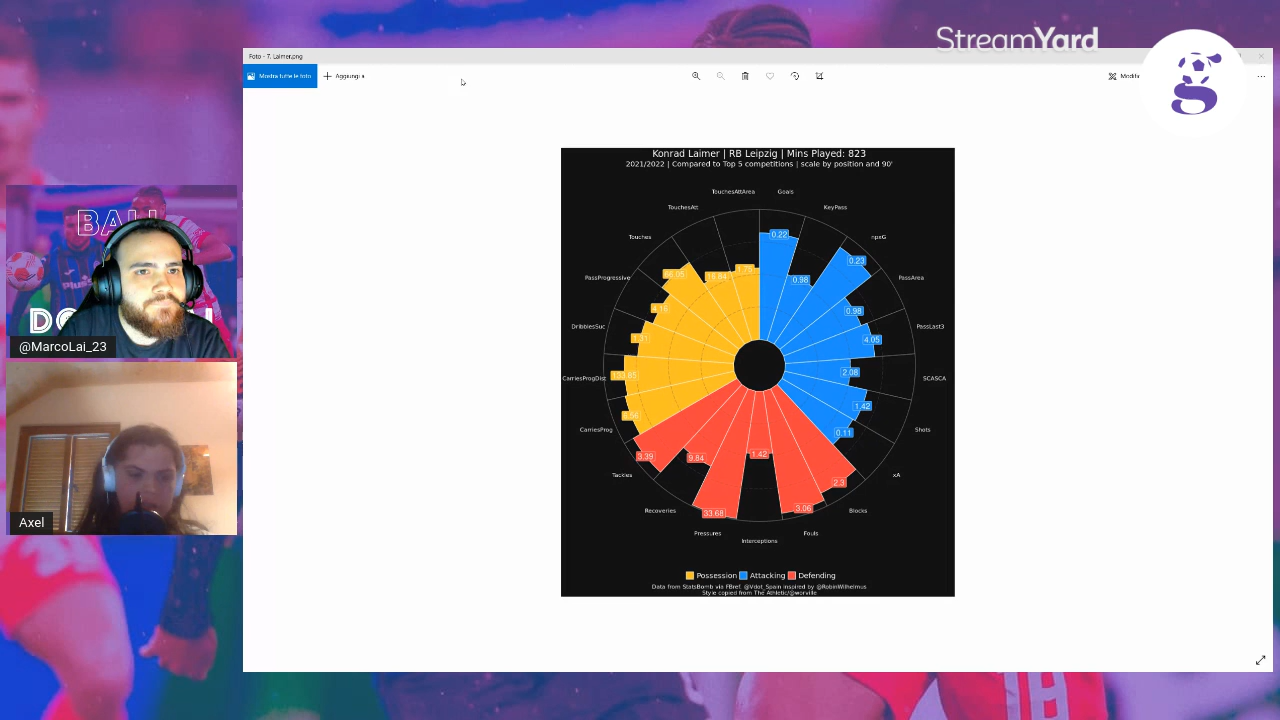 StreamYard
Foto - 7. Laimer.png
Mostra tutte le foto
Aggiungi a
Konrad Laimer | RB Leipzig | Mins Played: 823
2021/2022 | Compared to Top 5 competitions | scale by position and 90'
TouchesAttArea
Goals
TouchesAtt
KeyPass
Touches
npxG
PassProgressive
PassArea
DribblesSuc
PassLast3
CarriesProgDist
SCASCA
CarriesProg
Shots
Tackles
xA
Recoveries
Blocks
Pressures
Fouls
Interceptions
0.22
0.98
0.23
0.98
4.05
2.08
1.42
0.11
2.3
3.06
1.42
33.68
9.84
3.39
1.75
Possession
Attacking
Defending
Data from StatsBomb via FBref. @Vdot_Spain inspired by @RobinWilhelmus
Style copied from The Athletic/@worville
@MarcoLai_23
Axel